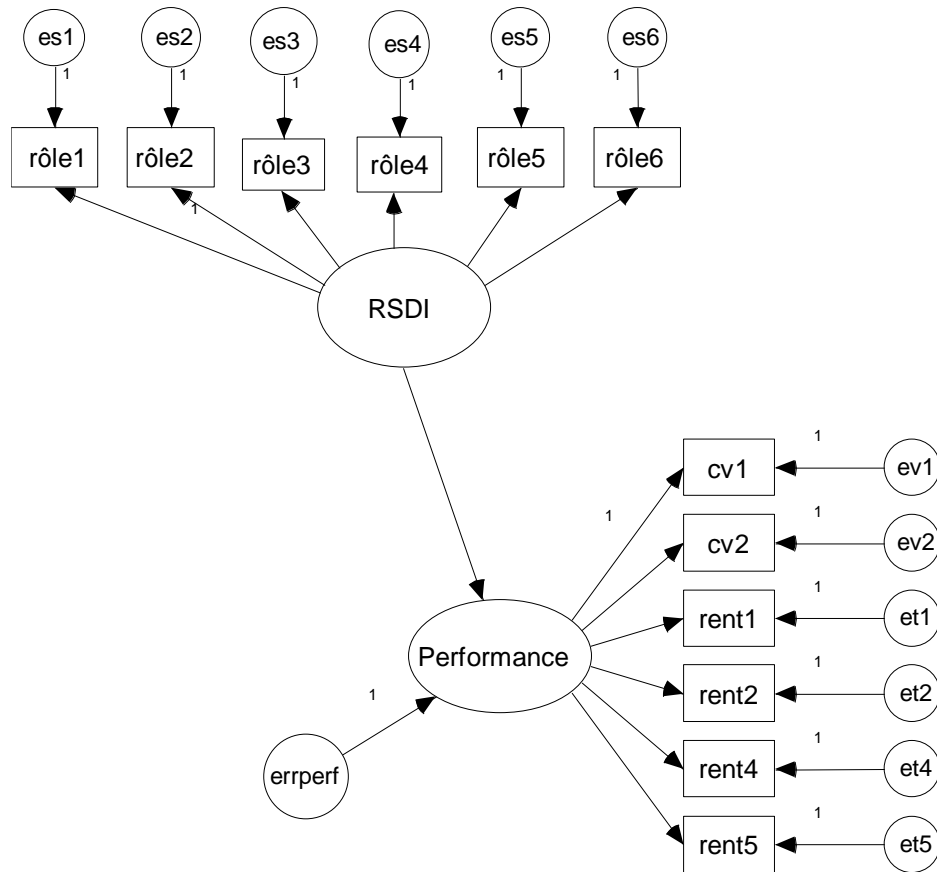 es1 es2 es3 es4 es5 es6
1 1 1 1 1 1
rôle1 rôle2 rôle3 rôle4 rôle5 rôle6
1
RSDI
1
cv1
1
ev1
1
cv2
ev2
1
rent1
et1
Performance
1
rent2
et2
1
errperf
1
rent4
et4
1
rent5
et5